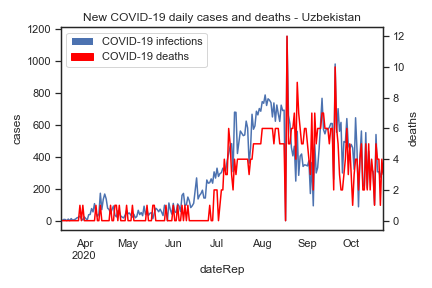 New COVID-19 daily cases and deaths - Uzbekistan
COVID-19 infections
COVID-19 deaths
cases
1200
1000
800
600
400
200
0
deaths
12
10
8
6
4
2
0
Apr May Jun Jul Aug Sep Oct
2020
dateRep